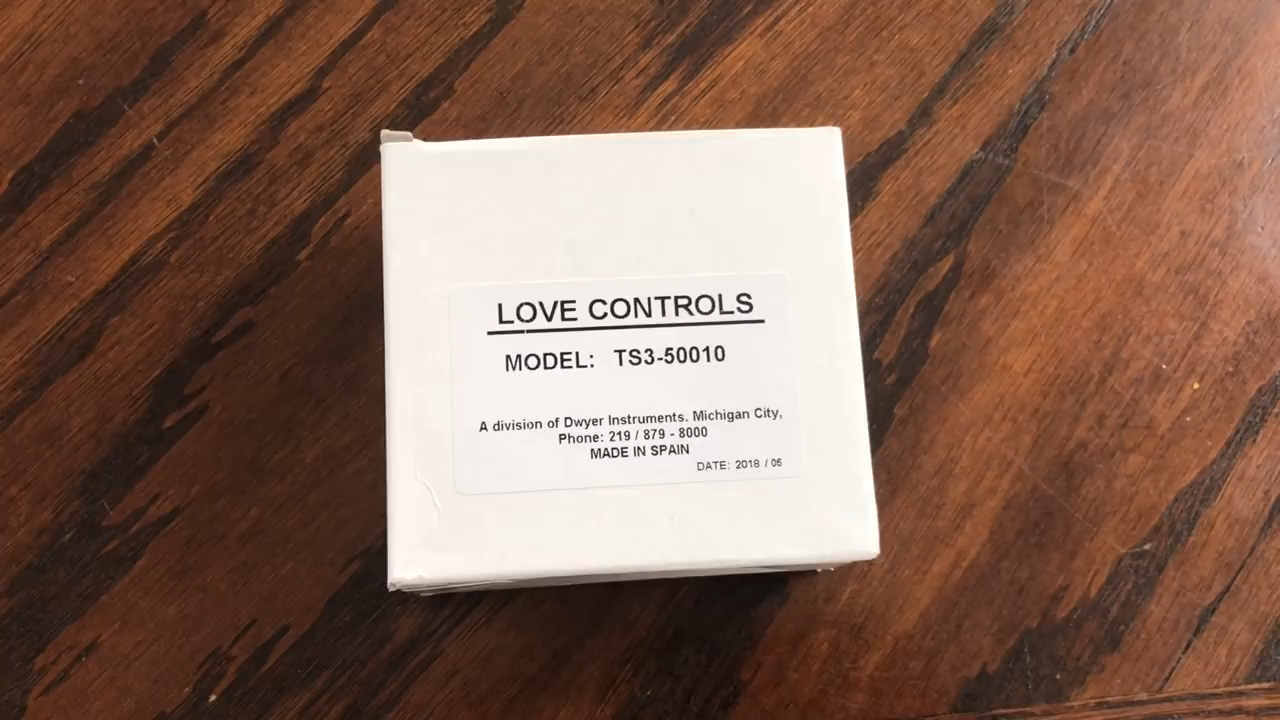 LOVE CONTROLS
MODEL: TS3-50010
A division of Dwyer Instruments. Michigan City,
Phone: 219 / 879 - 8000
MADE IN SPAIN
DATE: 2018 / 05